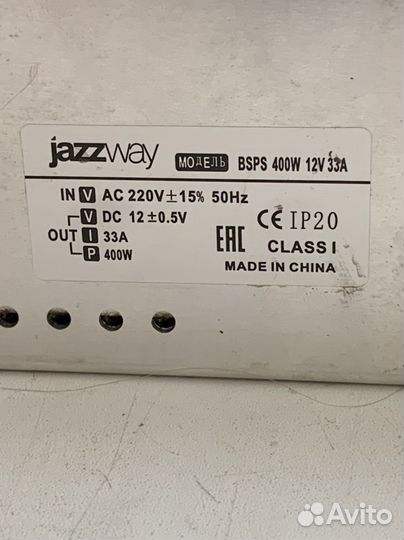 jazzway
МОДЕЛЬ BSPS 400W 12V 33A
IN V AC 220V±15% 50Hz
OUT V DC 12±0.5V
I 33A
P 400W
CE IP20
EAC CLASS I
MADE IN CHINA
Avito